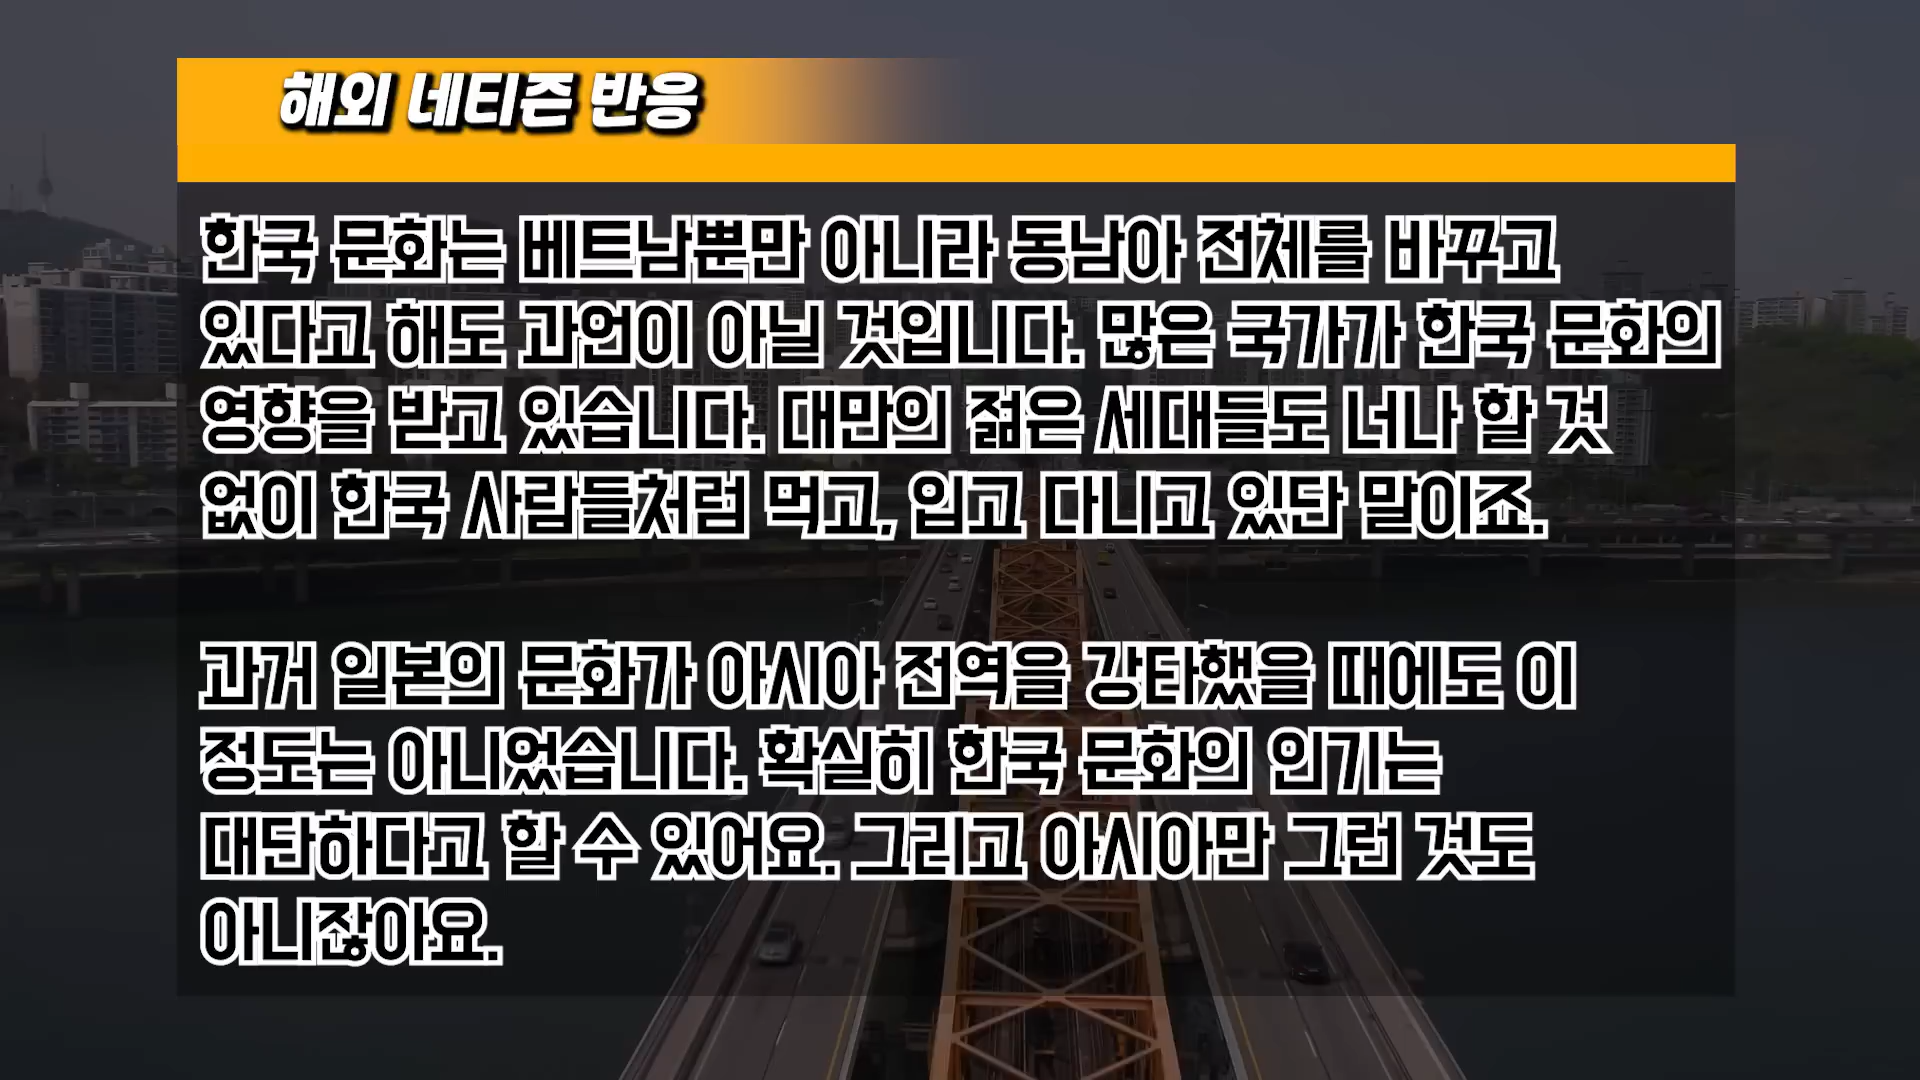 해외 네티즌 반응
한국 문화는 베트남뿐만 아니라 동남아 전체를 바꾸고
있다고 해도 과언이 아닐 것입니다. 많은 국가가 한국 문화의
영향을 받고 있습니다. 대만의 젊은 세대들도 너나 할 것
없이 한국 사람들처럼 먹고, 입고 다니고 있단 말이죠.
과거 일본의 문화가 아시아 전역을 강타했을 때에도 이
정도는 아니었습니다. 확실히 한국 문화의 인기는
대단하다고 할 수 있어요. 그리고 아시아만 그런 것도
아니잖아요.